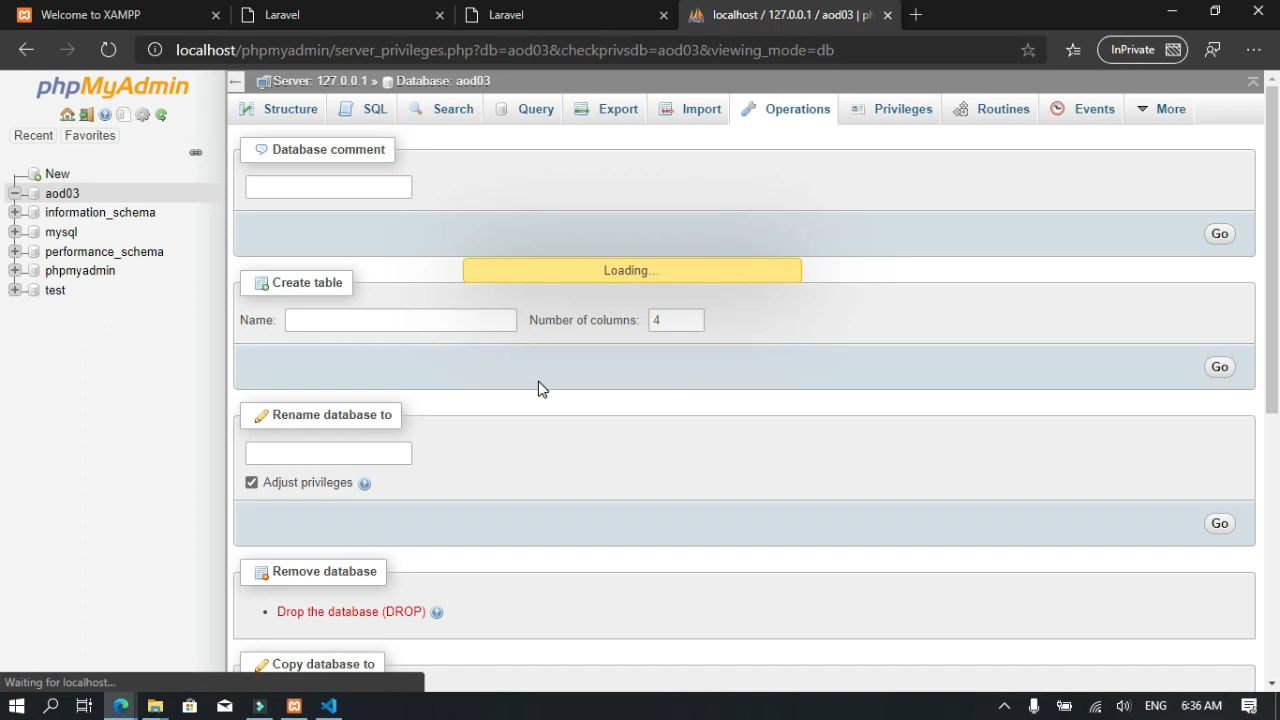 Welcome to XAMPP
Laravel
Laravel
localhost / 127.0.0.1 / aod03 | ph
localhost/phpmyadmin/server_privileges.php?db=aod03&checkprivsdb=aod03&viewing_mode=db
InPrivate
phpMyAdmin
Server: 127.0.0.1 » Database: aod03
Structure SQL Search Query Export Import Operations Privileges Routines Events More
Recent Favorites
New
aod03
information_schema
mysql
performance_schema
phpmyadmin
test
Database comment
Go
Loading...
Create table
Name: Number of columns: 4
Go
Rename database to
Adjust privileges
Go
Remove database
Drop the database (DROP)
Copy database to
Waiting for localhost...
ENG 6:36 AM